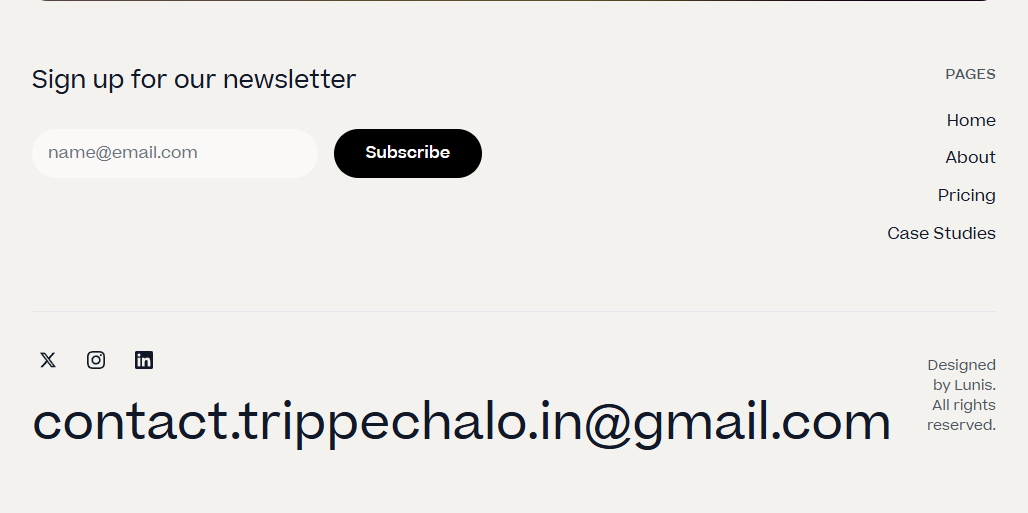 Sign up for our newsletter
name@email.com
Subscribe
PAGES
Home
About
Pricing
Case Studies
contact.trippechalo.in@gmail.com
Designed
by Lunis.
All rights
reserved.